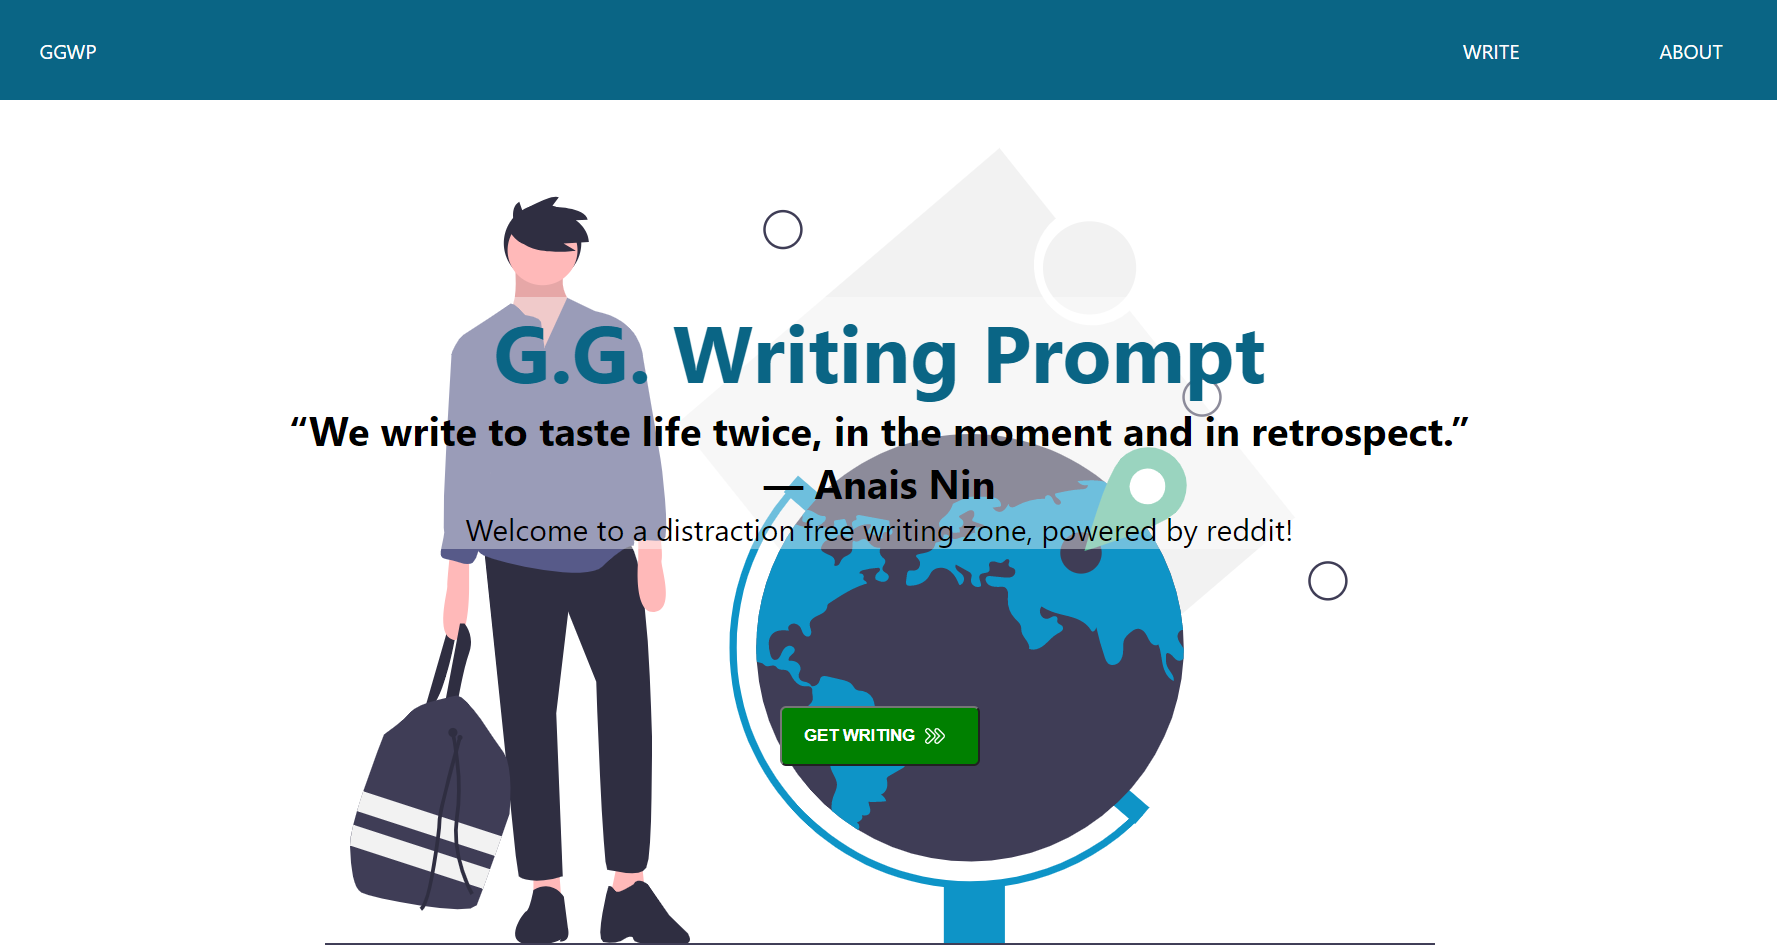 GGWP
WRITE
ABOUT
G.G. Writing Prompt
“We write to taste life twice, in the moment and in retrospect.”
— Anais Nin
Welcome to a distraction free writing zone, powered by reddit!
GET WRITING